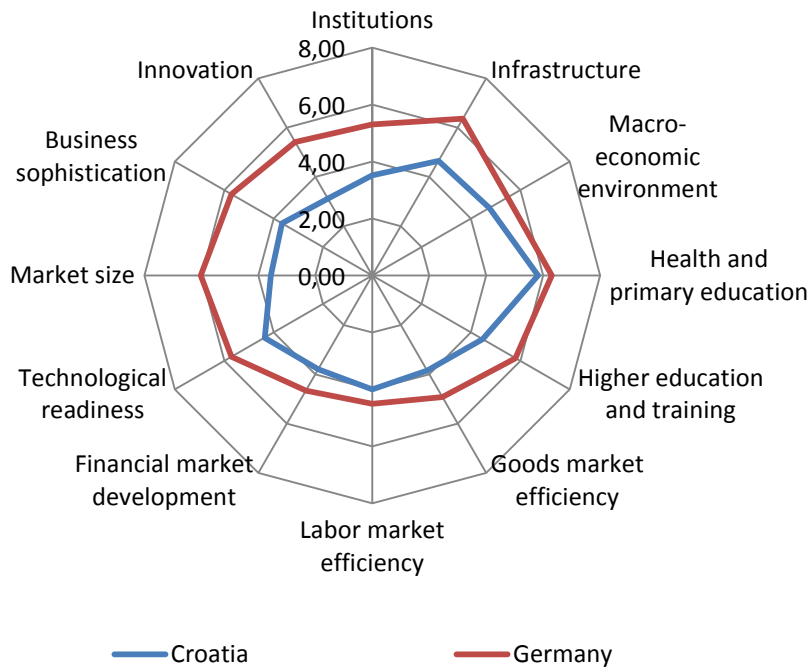 Institutions
8,00
6,00
4,00
2,00
0,00
Infrastructure
Macro-
economic
environment
Health and
primary education
Higher education
and training
Goods market
efficiency
Labor market
efficiency
Financial market
development
Technological
readiness
Market size
Business
sophistication
Innovation
Croatia
Germany